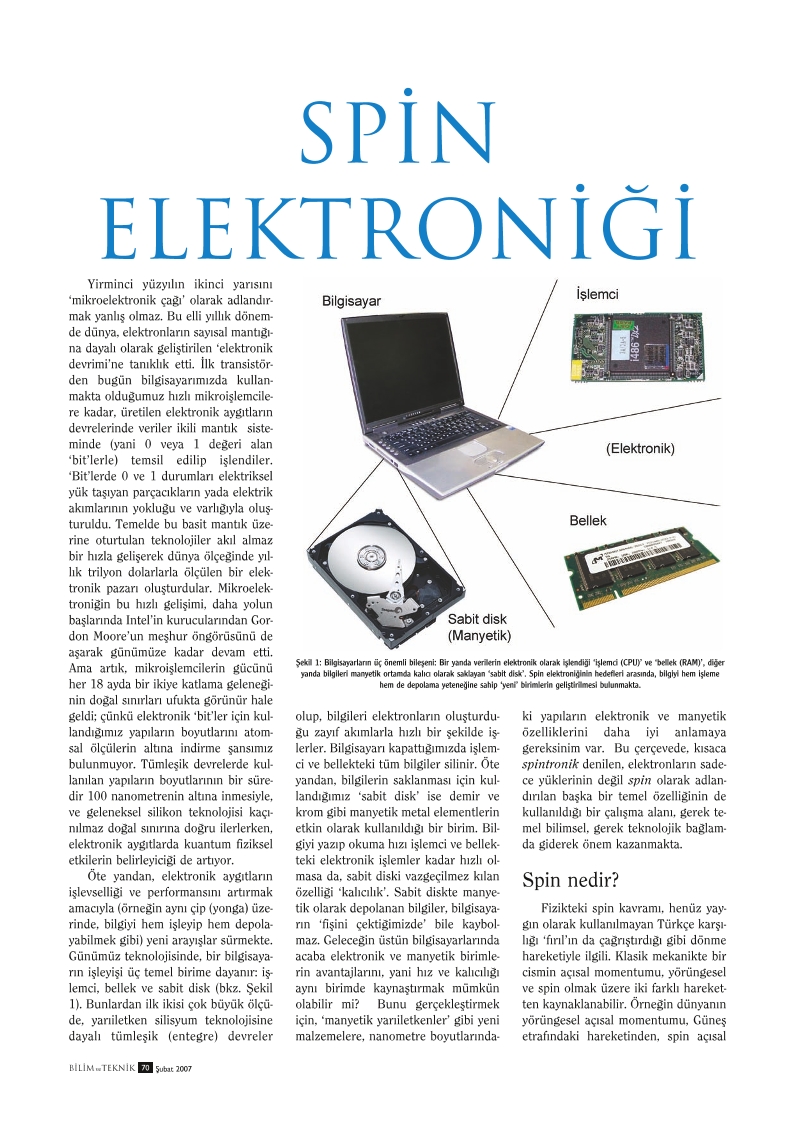 SPİN
ELEKTRONİĞİ
Yirminci yüzyılın ikinci yarısını
‘mikroelektronik çağı’ olarak adlandır-
mak yanlış olmaz. Bu elli yıllık dönem-
de dünya, elektronların sayısal mantığı-
na dayalı olarak geliştirilen ‘elektronik
devrimi’ne tanıklık etti. İlk transistör-
den bugün bilgisayarımızda kullan-
makta olduğumuz hızlı mikroişlemcile-
re kadar, üretilen elektronik aygıtların
devrelerinde veriler ikili mantık siste-
minde (yani 0 veya 1 değeri alan
‘bit’lerle) temsil edilip işlendiler.
‘Bit’lerde 0 ve 1 durumları elektriksel
yük taşıyan parçacıkların yada elektrik
akımlarının yokluğu ve varlığıyla oluş-
turuldu. Temelde bu basit mantık üze-
rine oturtulan teknolojiler akıl almaz
bir hızla gelişerek dünya ölçeğinde yıl-
lık trilyon dolarlarla ölçülen bir elek-
tronik pazarı oluşturdular. Mikroelek-
troniğin bu hızlı gelişimi, daha yolun
başlarında Intel’in kurucularından Gor-
don Moore’un meşhur öngörüsünü de
aşarak günümüze kadar devam etti.
Ama artık, mikroişlemcilerin gücünü
her 18 ayda bir ikiye katlama geleneği-
nin doğal sınırları ufukta görünür hale
geldi; çünkü elektronik ‘bit’ler için kul-
landığımız yapıların boyutlarını atom-
sal ölçülerin altına indirme şansımız
bulunmuyor. Tümleşik devrelerde kul-
lanılan yapıların boyutlarının bir süre-
dir 100 nanometrenin altına inmesiyle,
ve geleneksel silikon teknolojisi kaçı-
nılmaz doğal sınırına doğru ilerlerken,
elektronik aygıtlarda kuantum fiziksel
etkilerin belirleyiciği de artıyor.
Öte yandan, elektronik aygıtların
işlevselliği ve performansını artırmak
amacıyla (örneğin aynı çip (yonga) üze-
rinde, bilgiyi hem işleyip hem depola-
yabilmek gibi) yeni arayışlar sürmekte.
Günümüz teknolojisinde, bir bilgisaya-
rın işleyişi üç temel birime dayanır: iş-
lemci, bellek ve sabit disk (bkz. Şekil
1). Bunlardan ilk ikisi çok büyük ölçü-
de, yarıiletken silisyum teknolojisine
dayalı tümleşik (entegre) devreler
Bilgisayar
İşlemci
i486
(Elektronik)
Bellek
Sabit disk
(Manyetik)
Şekil 1: Bilgisayarların üç önemli bileşeni: Bir yanda verilerin elektronik olarak işlendiği ‘işlemci (CPU)’ ve ‘bellek (RAM)’, diğer
yanda bilgileri manyetik ortamda kalıcı olarak saklayan ‘sabit disk’. Spin elektroniğinin hedefleri arasında, bilgiyi hem işleme
hem de depolama yeteneğine sahip ‘yeni’ birimlerin geliştirilmesi bulunmakta.
olup, bilgileri elektronların oluşturdu-
ğu zayıf akımlarla hızlı bir şekilde iş-
lerler. Bilgisayarı kapattığımızda işlem-
ci ve bellekteki tüm bilgiler silinir. Öte
yandan, bilgilerin saklanması için kul-
landığımız ‘sabit disk’ ise demir ve
krom gibi manyetik metal elementlerin
etkin olarak kullanıldığı bir birim. Bil-
giyi yazıp okuma hızı işlemci ve bellek-
teki elektronik işlemler kadar hızlı ol-
masa da, sabit diski vazgeçilmez kılan
özelliği ‘kalıcılık’. Sabit diskte manye-
tik olarak depolanan bilgiler, bilgisaya-
rın ‘fişini çektiğimizde’ bile kaybol-
maz. Geleceğin üstün bilgisayarlarında
acaba elektronik ve manyetik birimle-
rin avantajlarını, yani hız ve kalıcılığı
aynı birimde kaynaştırmak mümkün
olabilir mi? Bunu gerçekleştirmek
için, ‘manyetik yarıiletkenler’ gibi yeni
malzemelere, nanometre boyutlarında-
ki yapıların elektronik ve manyetik
özelliklerini daha iyi anlamaya
gereksinim var. Bu çerçevede, kısaca
spintronik denilen, elektronların sade-
ce yüklerinin değil spin olarak adlan-
dırılan başka bir temel özelliğinin de
kullanıldığı bir çalışma alanı, gerek te-
mel bilimsel, gerek teknolojik bağlam-
da giderek önem kazanmakta.
Spin nedir?
Fizikteki spin kavramı, henüz yay-
gın olarak kullanılmayan Türkçe karşı-
lığı ‘fırıl’ın da çağrıştırdığı gibi dönme
hareketiyle ilgili. Klasik mekanikte bir
cismin açısal momentumu, yörüngesel
ve spin olmak üzere iki farklı hareket-
ten kaynaklanabilir. Örneğin dünyanın
yörüngesel açısal momentumu, Güneş
etrafındaki hareketinden, spin açısal
BİLİM ve TEKNİK 70 Şubat 2007